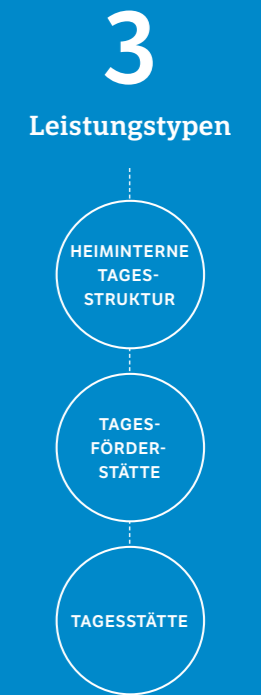 3
Leistungstypen
HEIMINTERNE
TAGES-
STRUKTUR
TAGES-
FÖRDER-
STÄTTE
TAGESSTÄTTE